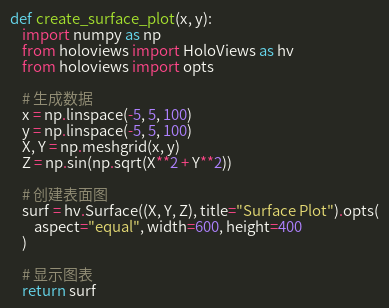 def create_surface_plot(x, y):
    import numpy as np
    from holoviews import HoloViews as hv
    from holoviews import opts

    # 生成数据
    x = np.linspace(-5, 5, 100)
    y = np.linspace(-5, 5, 100)
    X, Y = np.meshgrid(x, y)
    Z = np.sin(np.sqrt(X**2 + Y**2))

    # 创建表面图
    surf = hv.Surface((X, Y, Z), title="Surface Plot").opts(
        aspect="equal", width=600, height=400
    )

    # 显示图表
    return surf